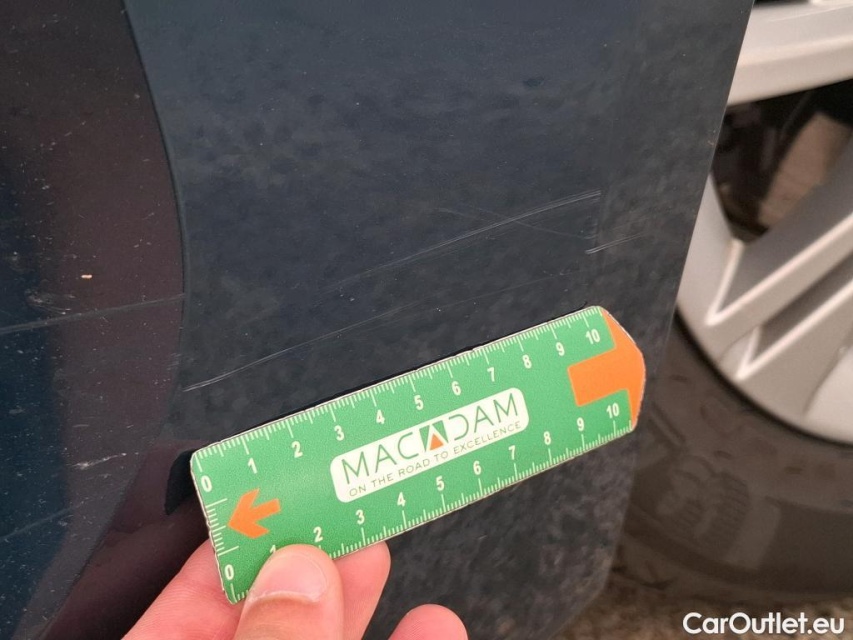 0 1 2 3 4 5 6 7 8 9 10
MACADAM
ON THE ROAD TO EXCELLENCE
0 1 2 3 4 5 6 7 8 9 10
CarOutlet.eu